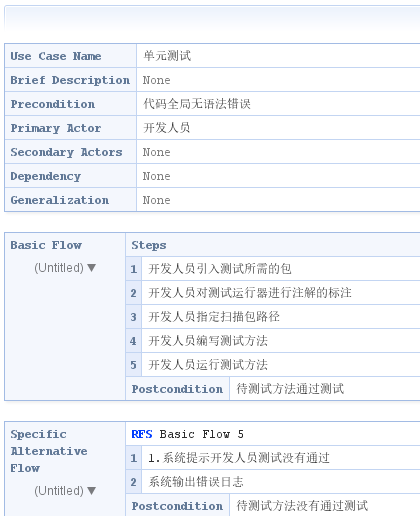 Use Case Name 单元测试
Brief Description None
Precondition 代码全局无语法错误
Primary Actor 开发人员
Secondary Actors None
Dependency None
Generalization None
Basic Flow Steps
(Untitled) ▼
1 开发人员引入测试所需的包
2 开发人员对测试运行器进行注解的标注
3 开发人员指定扫描包路径
4 开发人员编写测试方法
5 开发人员运行测试方法
Postcondition 待测试方法通过测试
Specific Alternative Flow
(Untitled) ▼
RFS Basic Flow 5
1 1.系统提示开发人员测试没有通过
2 系统输出错误日志
Postcondition 待测试方法没有通过测试